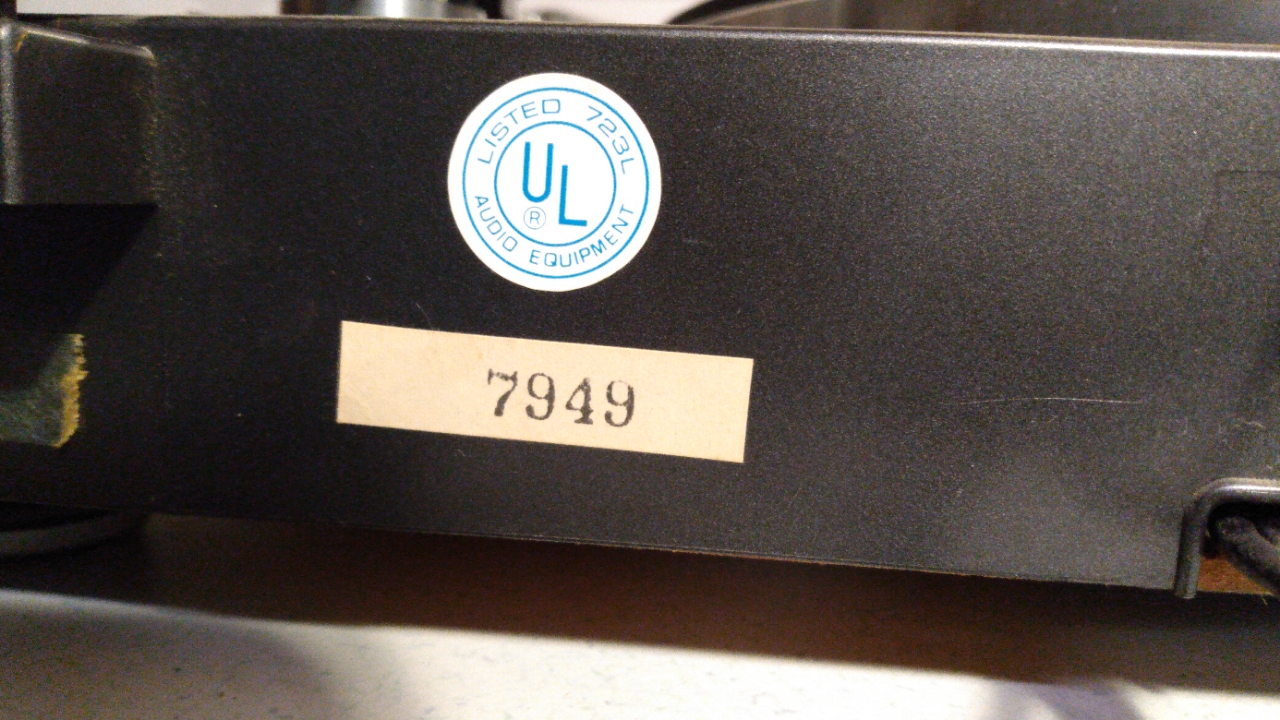 LISTED 723L
UL
®
AUDIO EQUIPMENT
7949